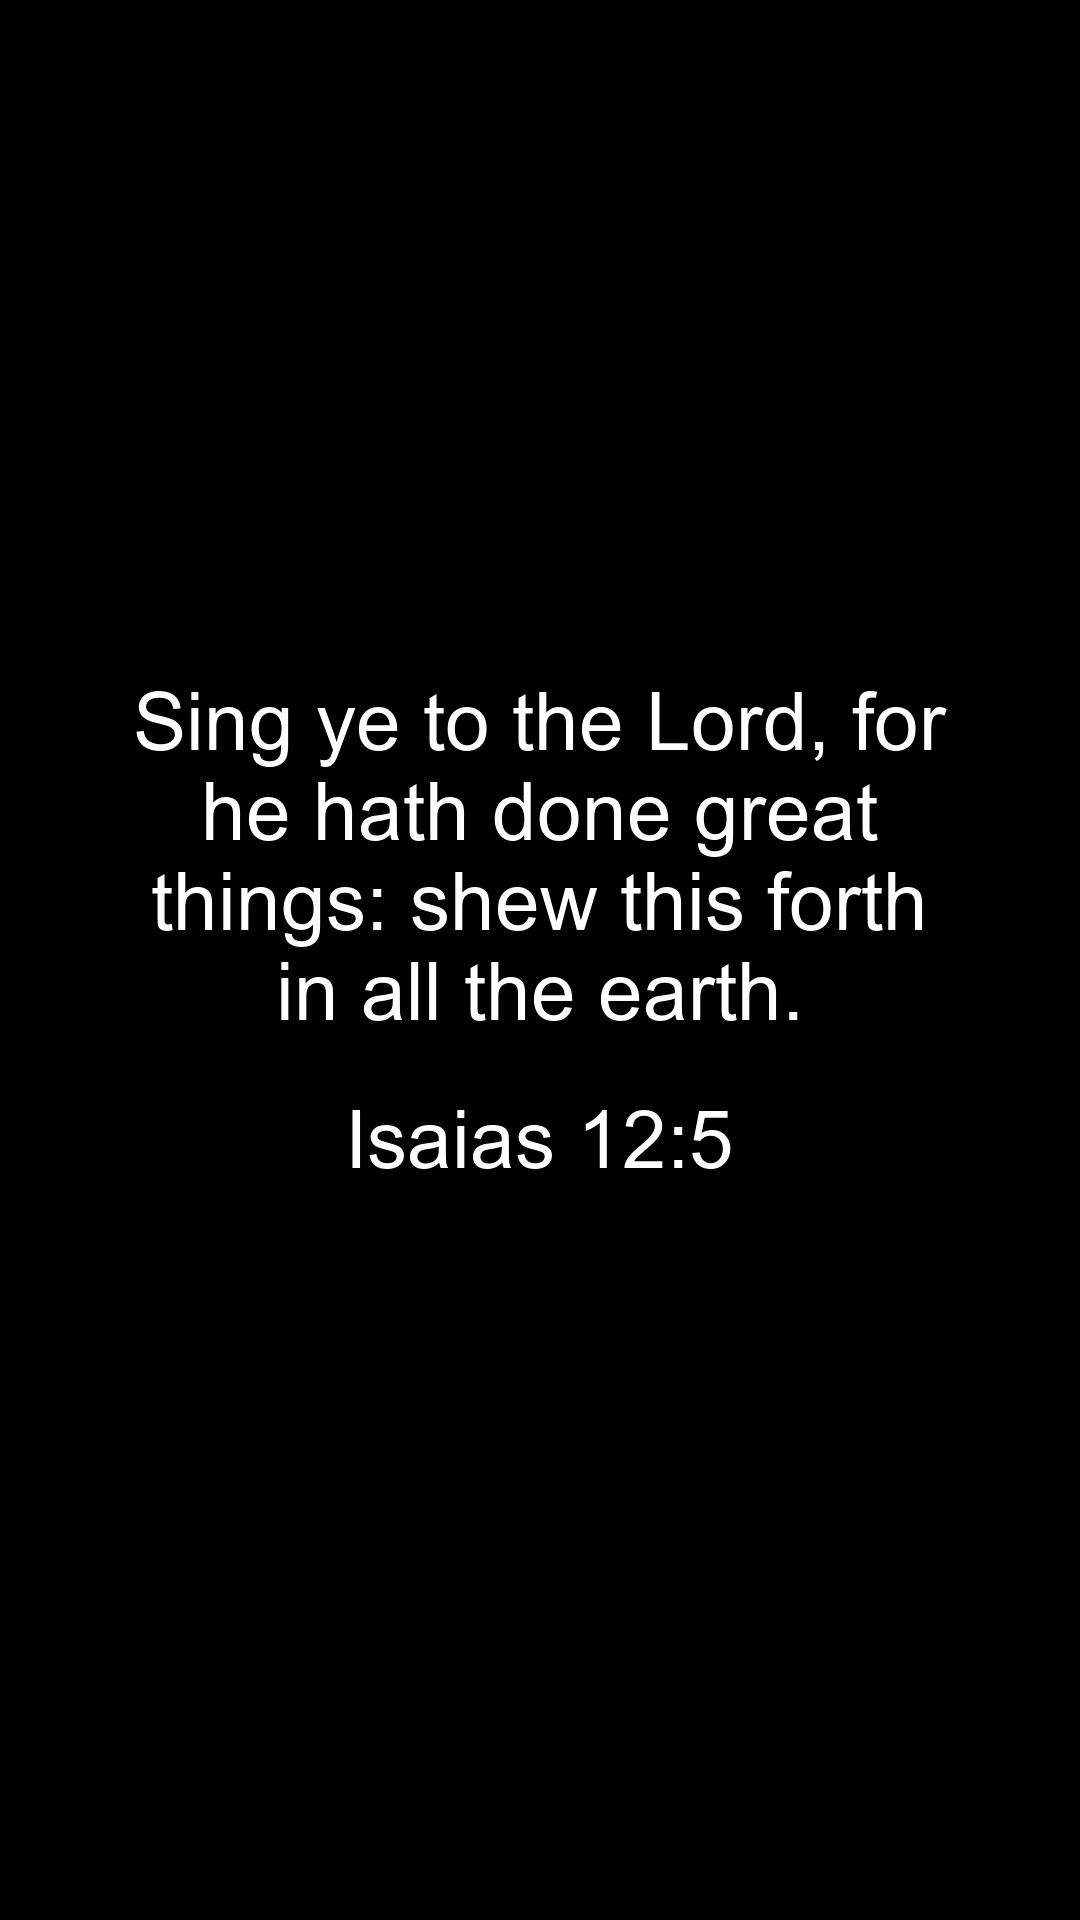 Sing ye to the Lord, for
he hath done great
things: shew this forth
in all the earth.
Isaias 12:5